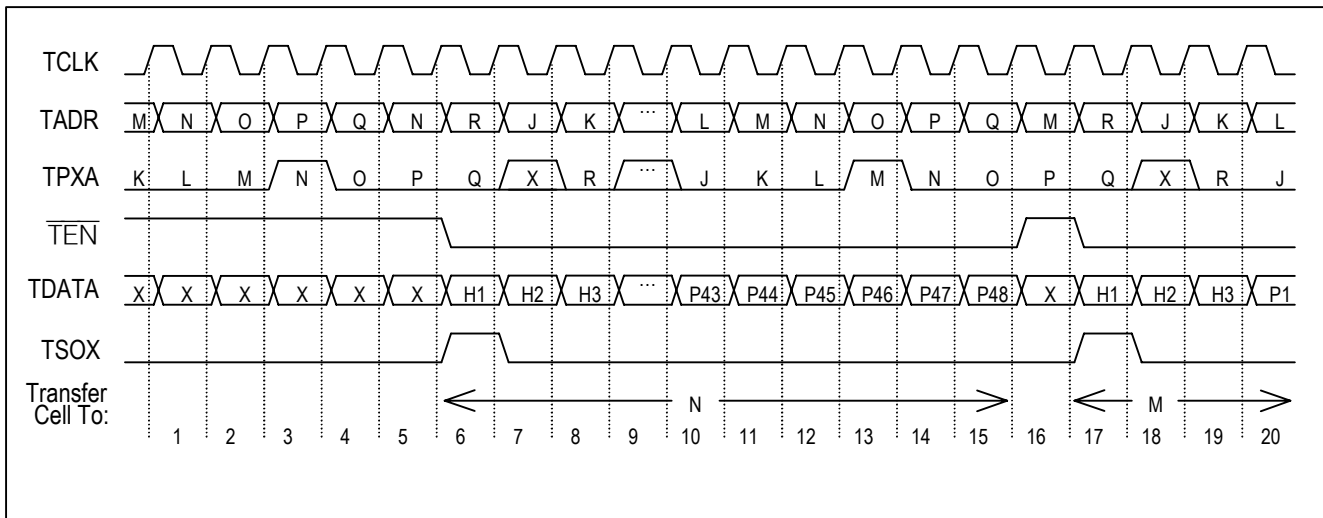 TCLK
TADR M N O P Q N R J K ... L M N O P Q M R J K L
TPXA K L M N O P Q X R ... J K L M N O P Q X R J
TEN
TDATA X X X X X X H1 H2 H3 ... P43 P44 P45 P46 P47 P48 X H1 H2 H3 P1
TSOX
Transfer
Cell To: N M
1 2 3 4 5 6 7 8 9 10 11 12 13 14 15 16 17 18 19 20